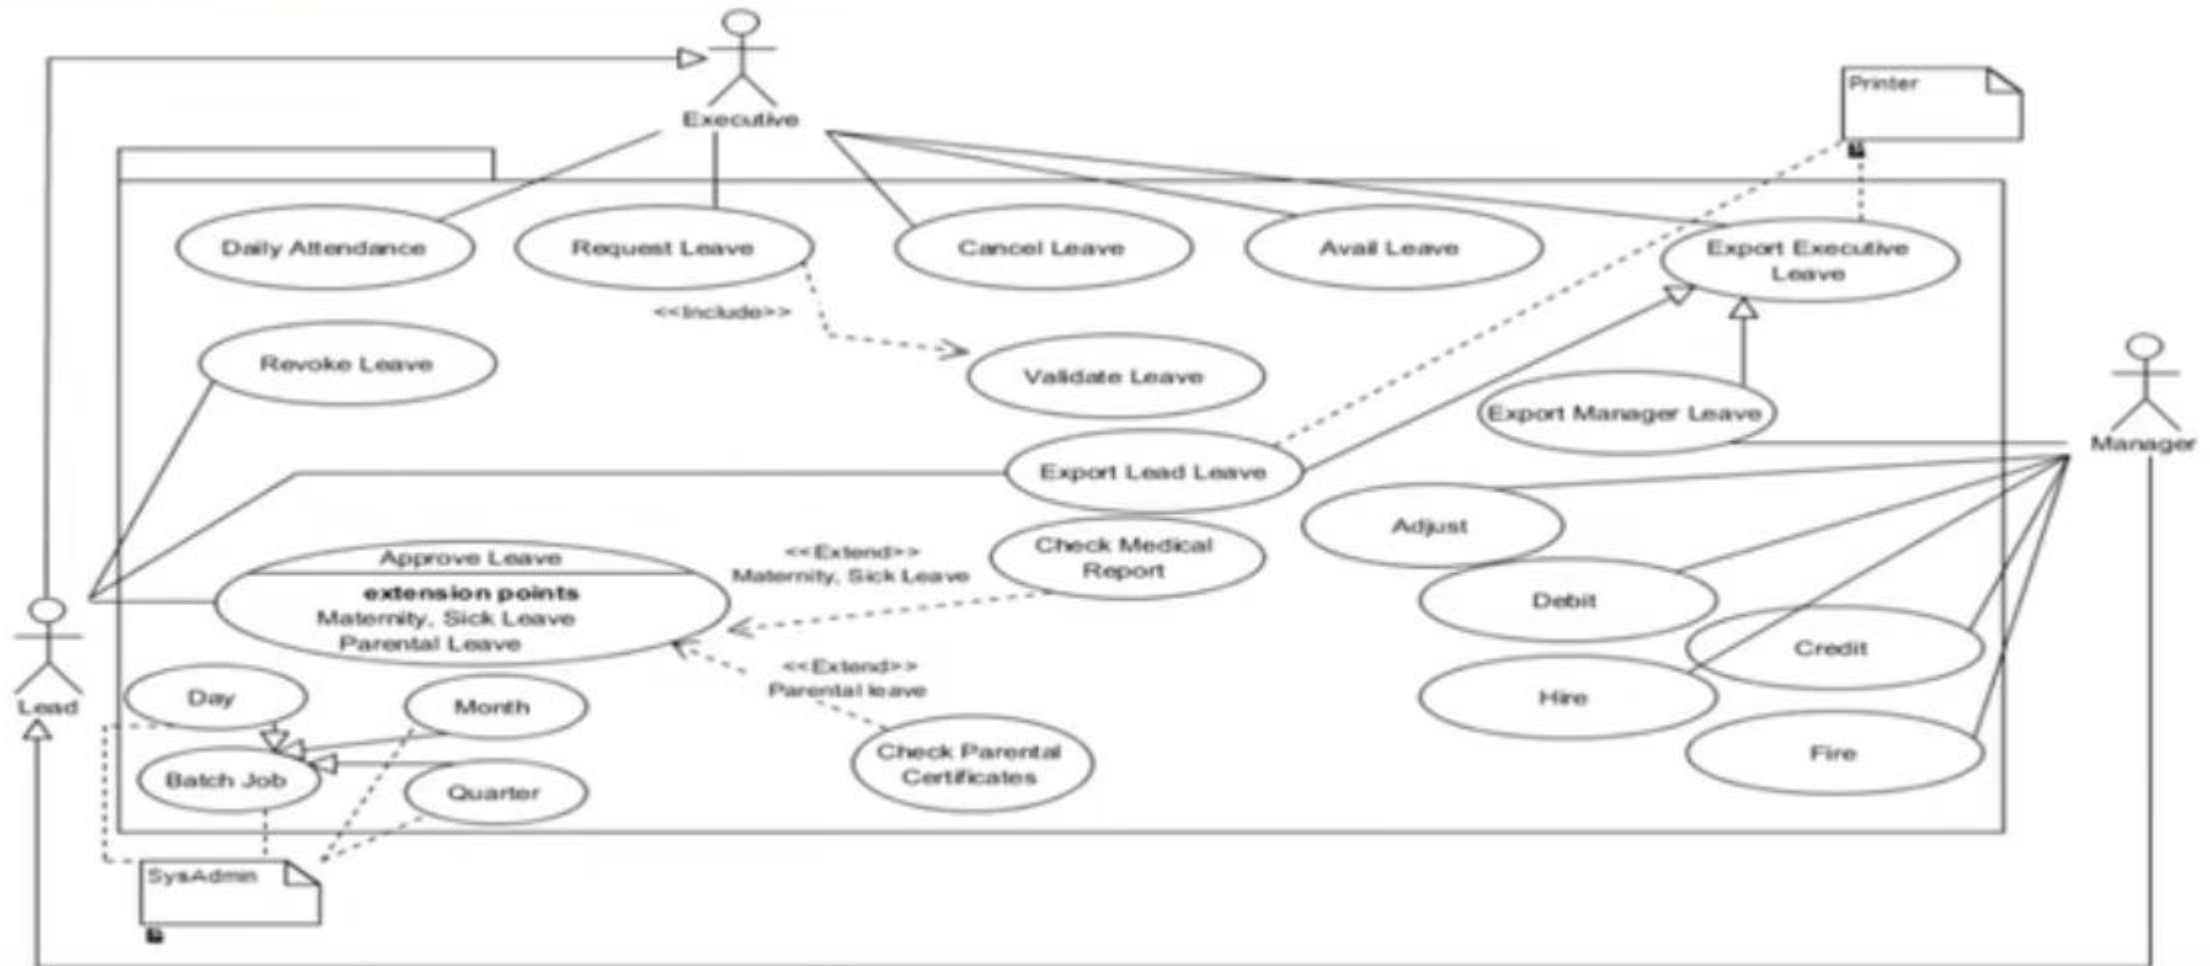 Executive
Printer
Daily Attendance
Request Leave
Cancel Leave
Avail Leave
Export Executive
Leave
<<Include>>
Revoke Leave
Validate Leave
Export Manager Leave
Manager
Export Lead Leave
Adjust
Approve Leave
extension points
Maternity, Sick Leave
Parental Leave
<<Extend>>
Maternity, Sick Leave
Check Medical
Report
Debit
Credit
Lead
Day
Month
<<Extend>>
Parental leave
Hire
Batch Job
Quarter
Check Parental
Certificates
Fire
SysAdmin